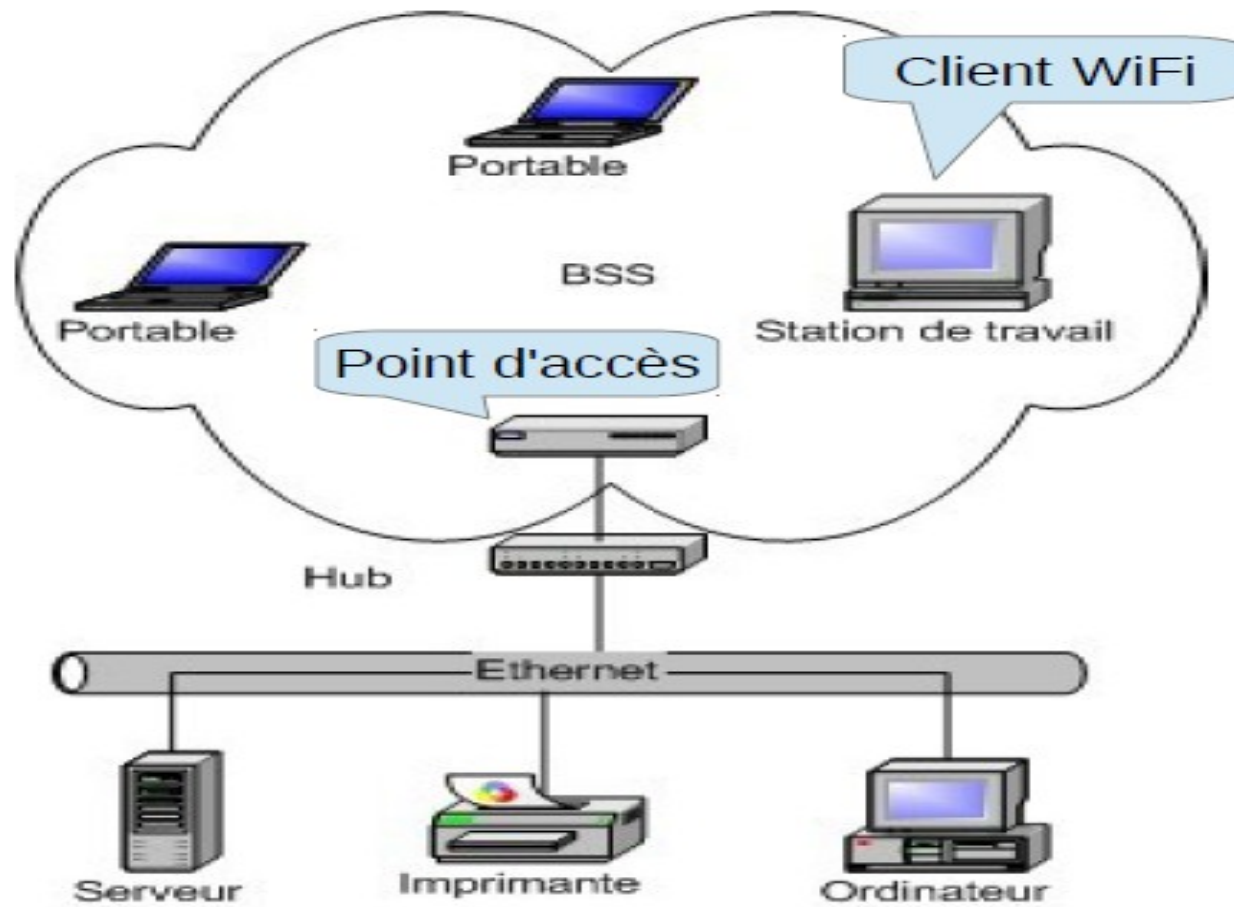 Client WiFi
Portable
BSS
Portable
Station de travail
Point d'accès
Hub
Ethernet
Serveur
Imprimante
Ordinateur